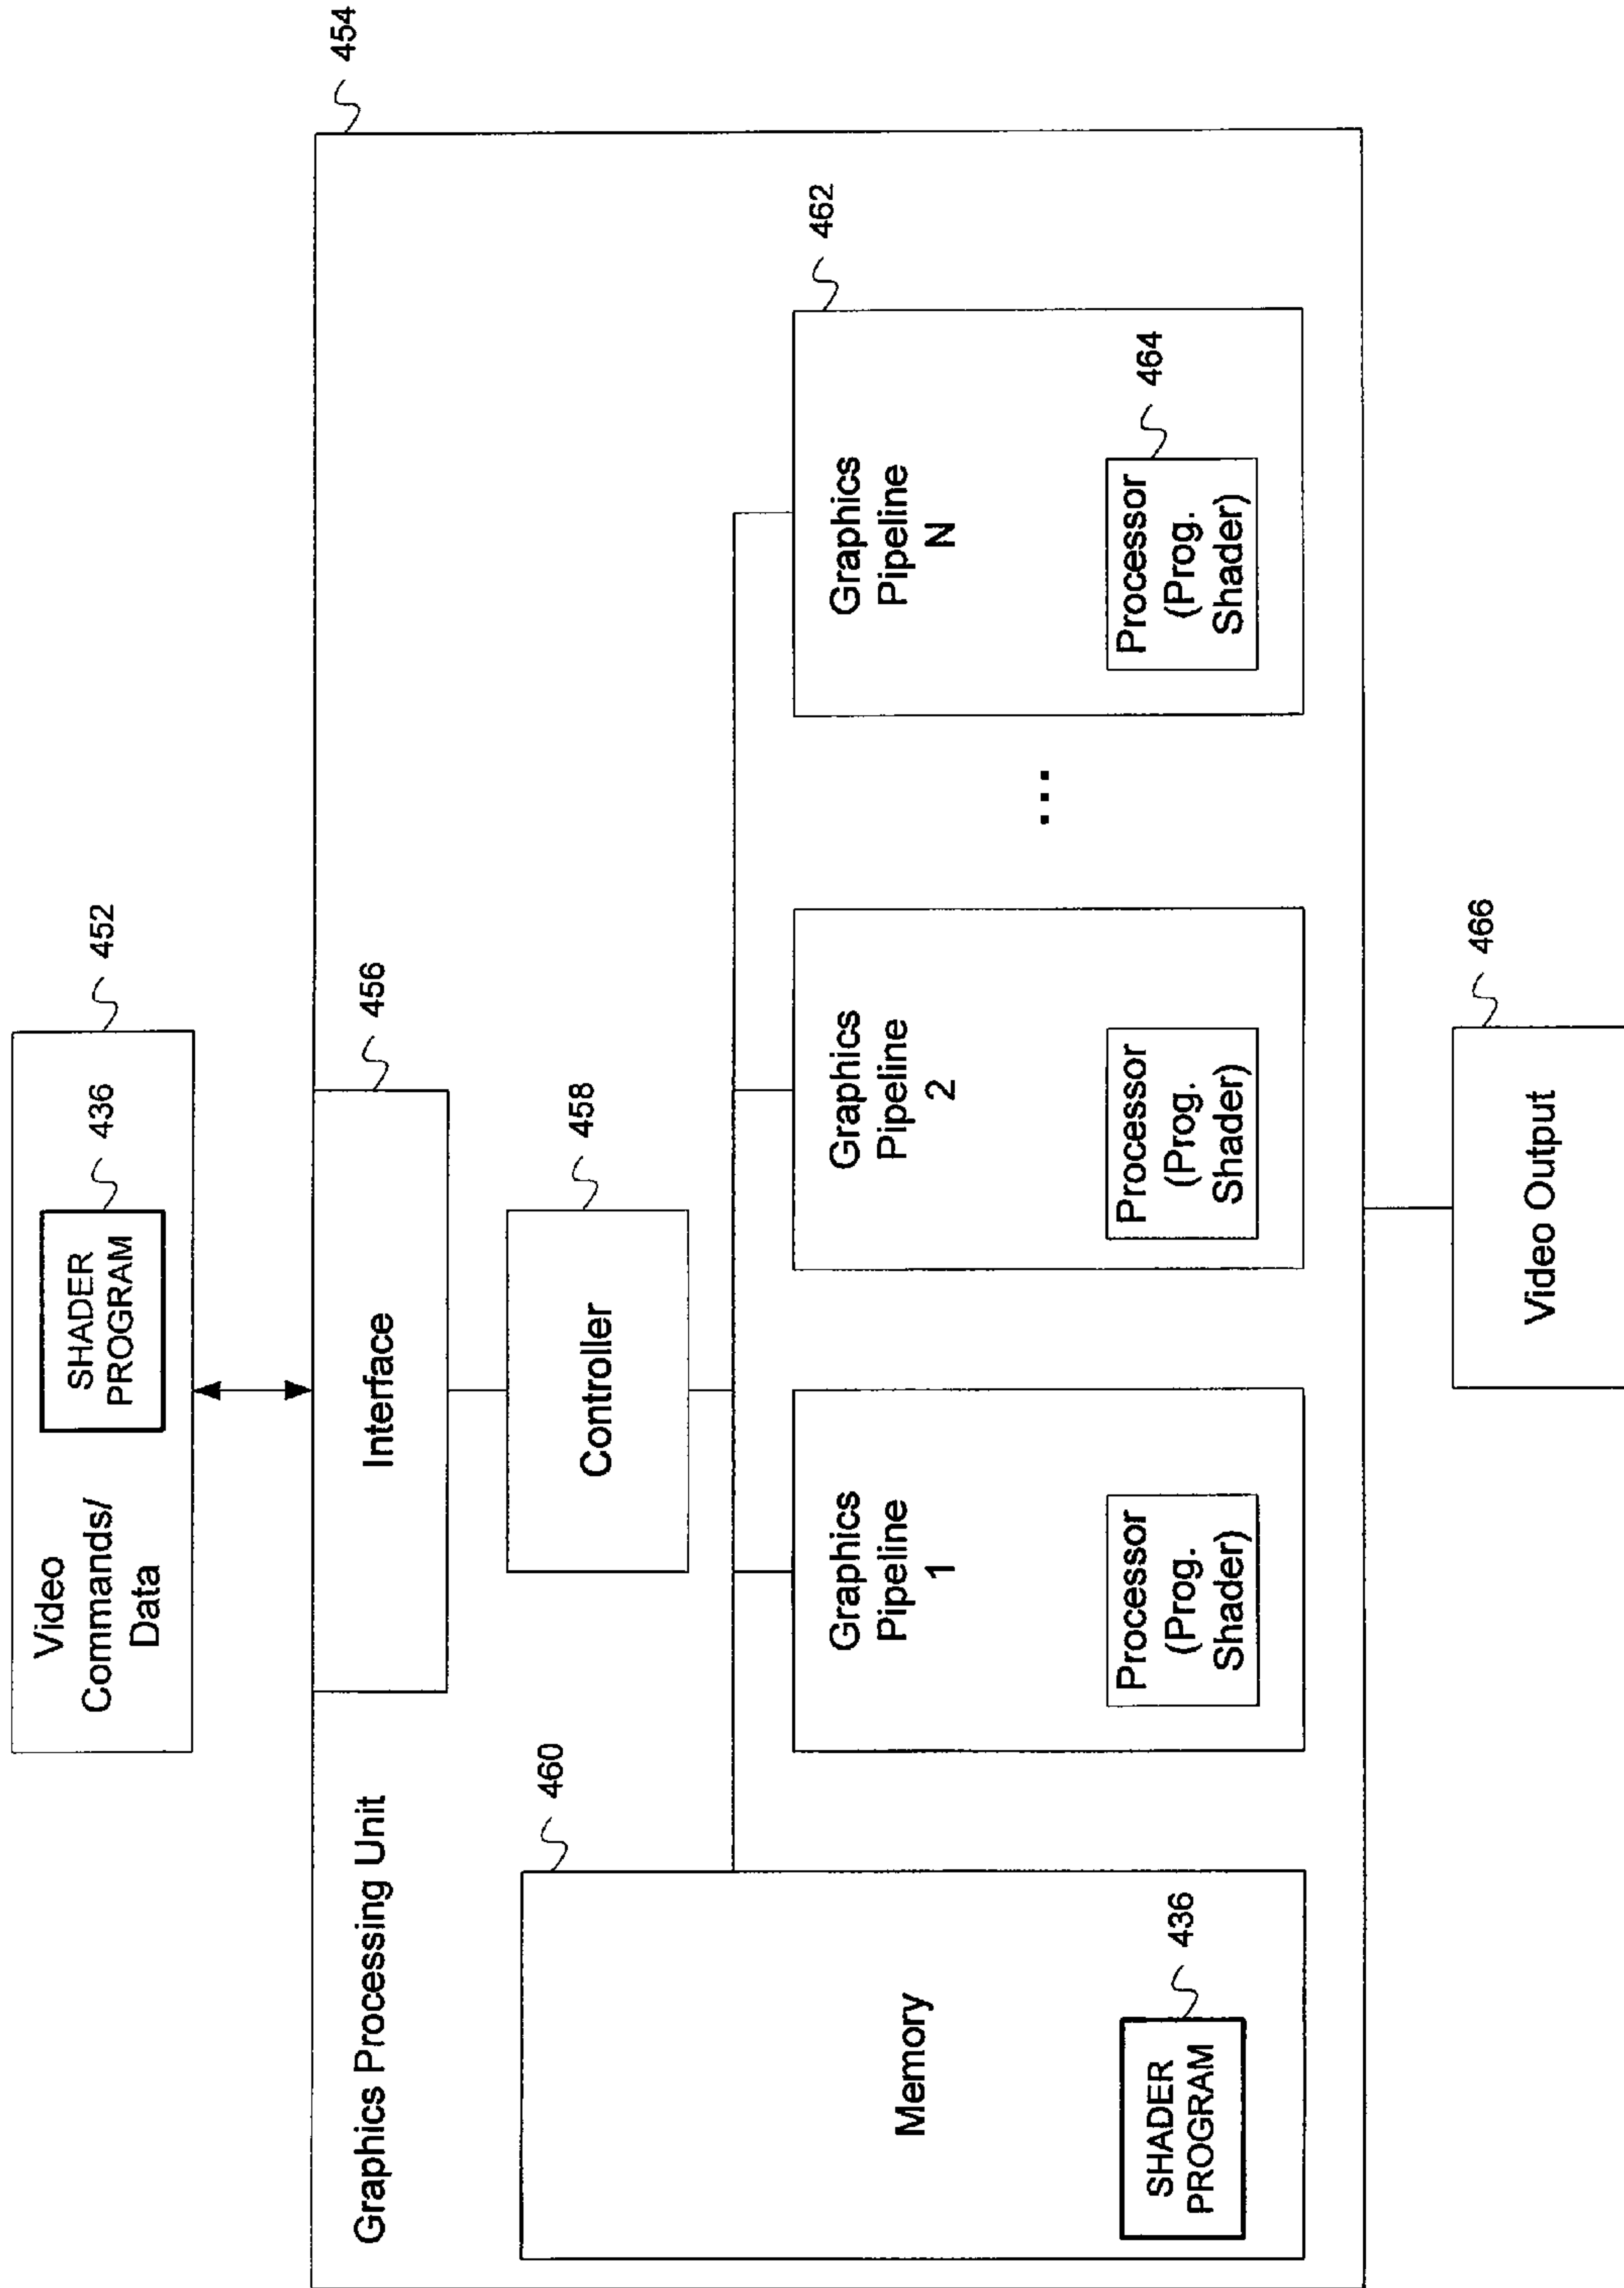 Video
Commands/
Data
SHADER
PROGRAM
436
452
454
Graphics Processing Unit
Interface
456
Controller
458
460
Memory
SHADER
PROGRAM
436
Graphics
Pipeline
1
Processor
(Prog.
Shader)
Graphics
Pipeline
2
Processor
(Prog.
Shader)
...
Graphics
Pipeline
N
462
Processor
(Prog.
Shader)
464
Video Output
466